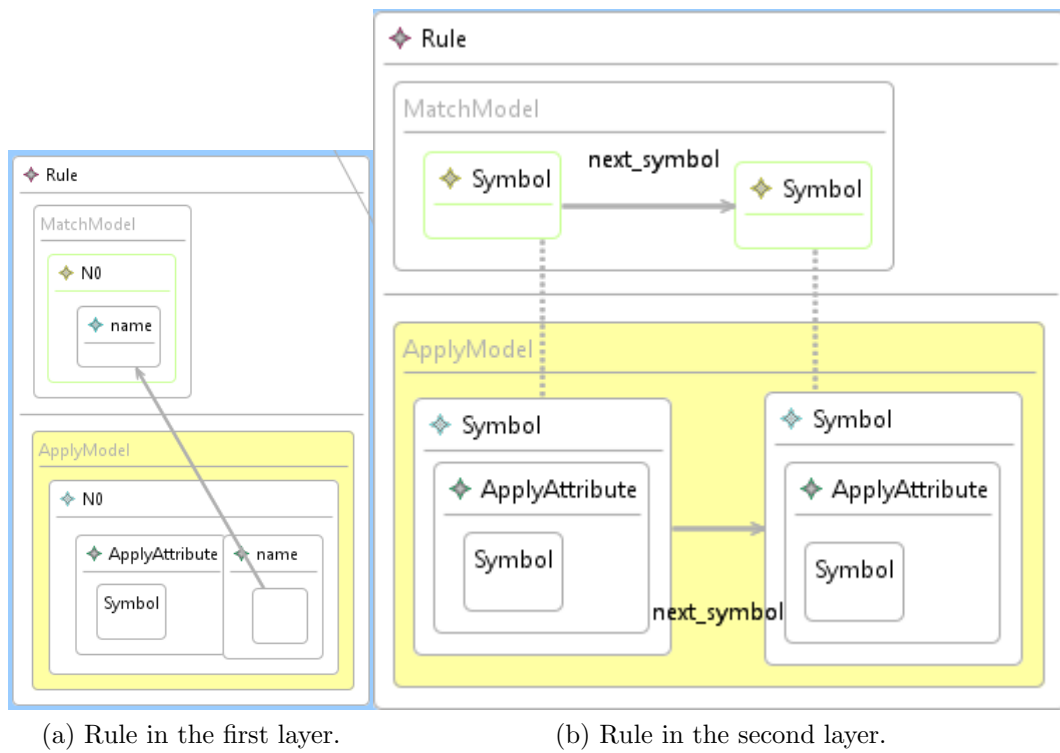 Rule
MatchModel
N0
name
ApplyModel
N0
ApplyAttribute
name
Symbol
Rule
MatchModel
next_symbol
Symbol
Symbol
ApplyModel
Symbol
Symbol
ApplyAttribute
ApplyAttribute
Symbol
Symbol
next_symbol
(a) Rule in the first layer.
(b) Rule in the second layer.